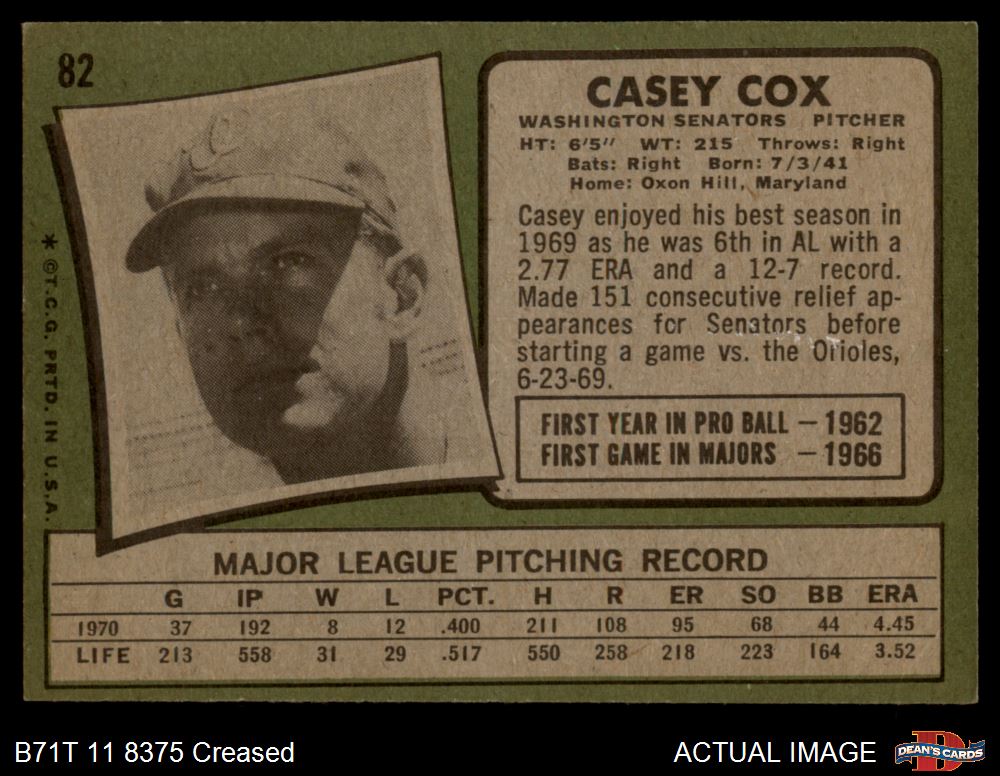 82
CASEY COX
WASHINGTON SENATORS PITCHER
HT: 6'5" WT: 215 Throws: Right
Bats: Right Born: 7/3/41
Home: Oxon Hill, Maryland
Casey enjoyed his best season in
1969 as he was 6th in AL with a
2.77 ERA and a 12-7 record.
Made 151 consecutive relief ap-
pearances for Senators before
starting a game vs. the Orioles,
6-23-69.
FIRST YEAR IN PRO BALL — 1962
FIRST GAME IN MAJORS — 1966
* © T.C.G. PRTD. IN U.S.A.
MAJOR LEAGUE PITCHING RECORD
G IP W L PCT. H R ER SO BB ERA
1970 37 192 8 12 .400 211 108 95 68 44 4.45
LIFE 213 558 31 29 .517 550 258 218 223 164 3.52
B71T 11 8375 Creased
ACTUAL IMAGE
DEAN'S CARDS